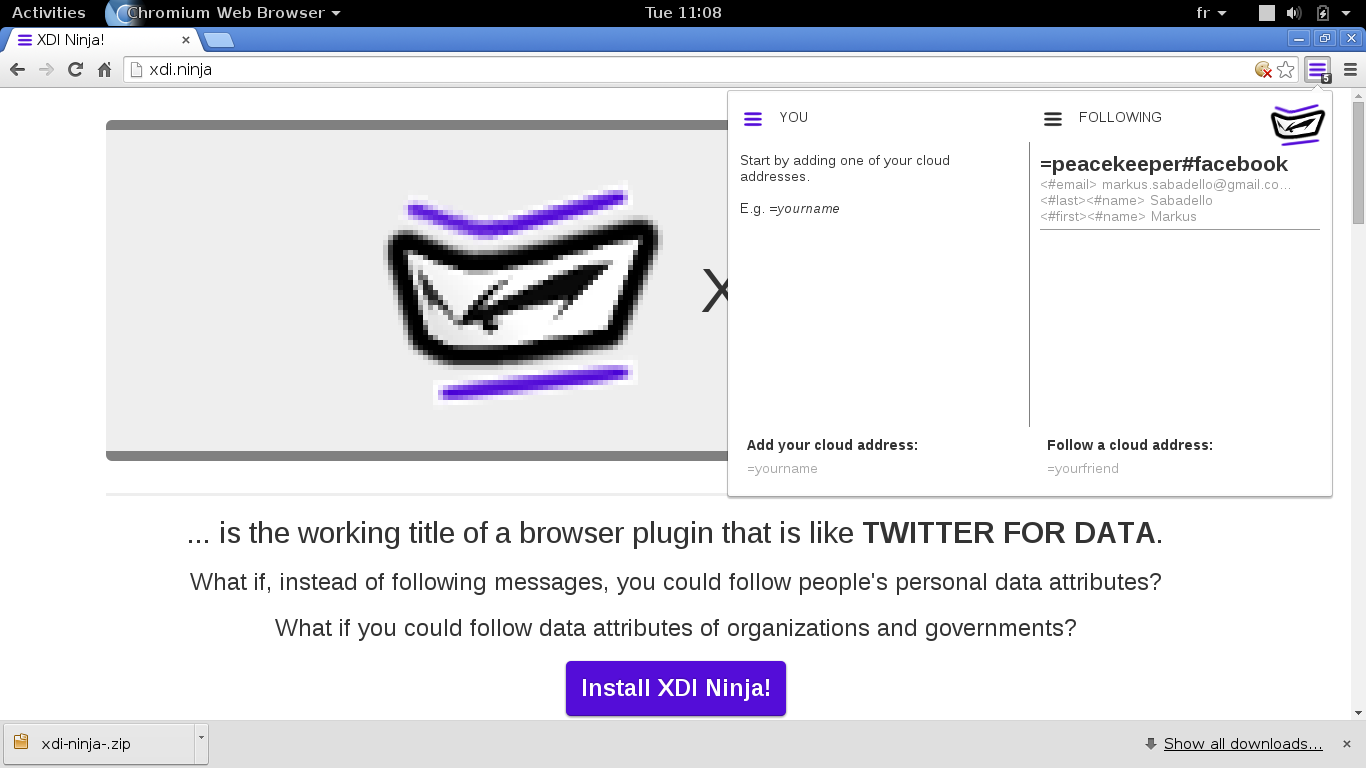 Activities Chromium Web Browser Tue 11:08 fr
XDI Ninja!
xdi.ninja
5
YOU
Start by adding one of your cloud
addresses.
E.g. =yourname
Add your cloud address:
=yourname
FOLLOWING
=peacekeeper#facebook
<#email> markus.sabadello@gmail.co...
<#last><#name> Sabadello
<#first><#name> Markus
Follow a cloud address:
=yourfriend
X
... is the working title of a browser plugin that is like TWITTER FOR DATA.
What if, instead of following messages, you could follow people's personal data attributes?
What if you could follow data attributes of organizations and governments?
Install XDI Ninja!
xdi-ninja-.zip
Show all downloads...